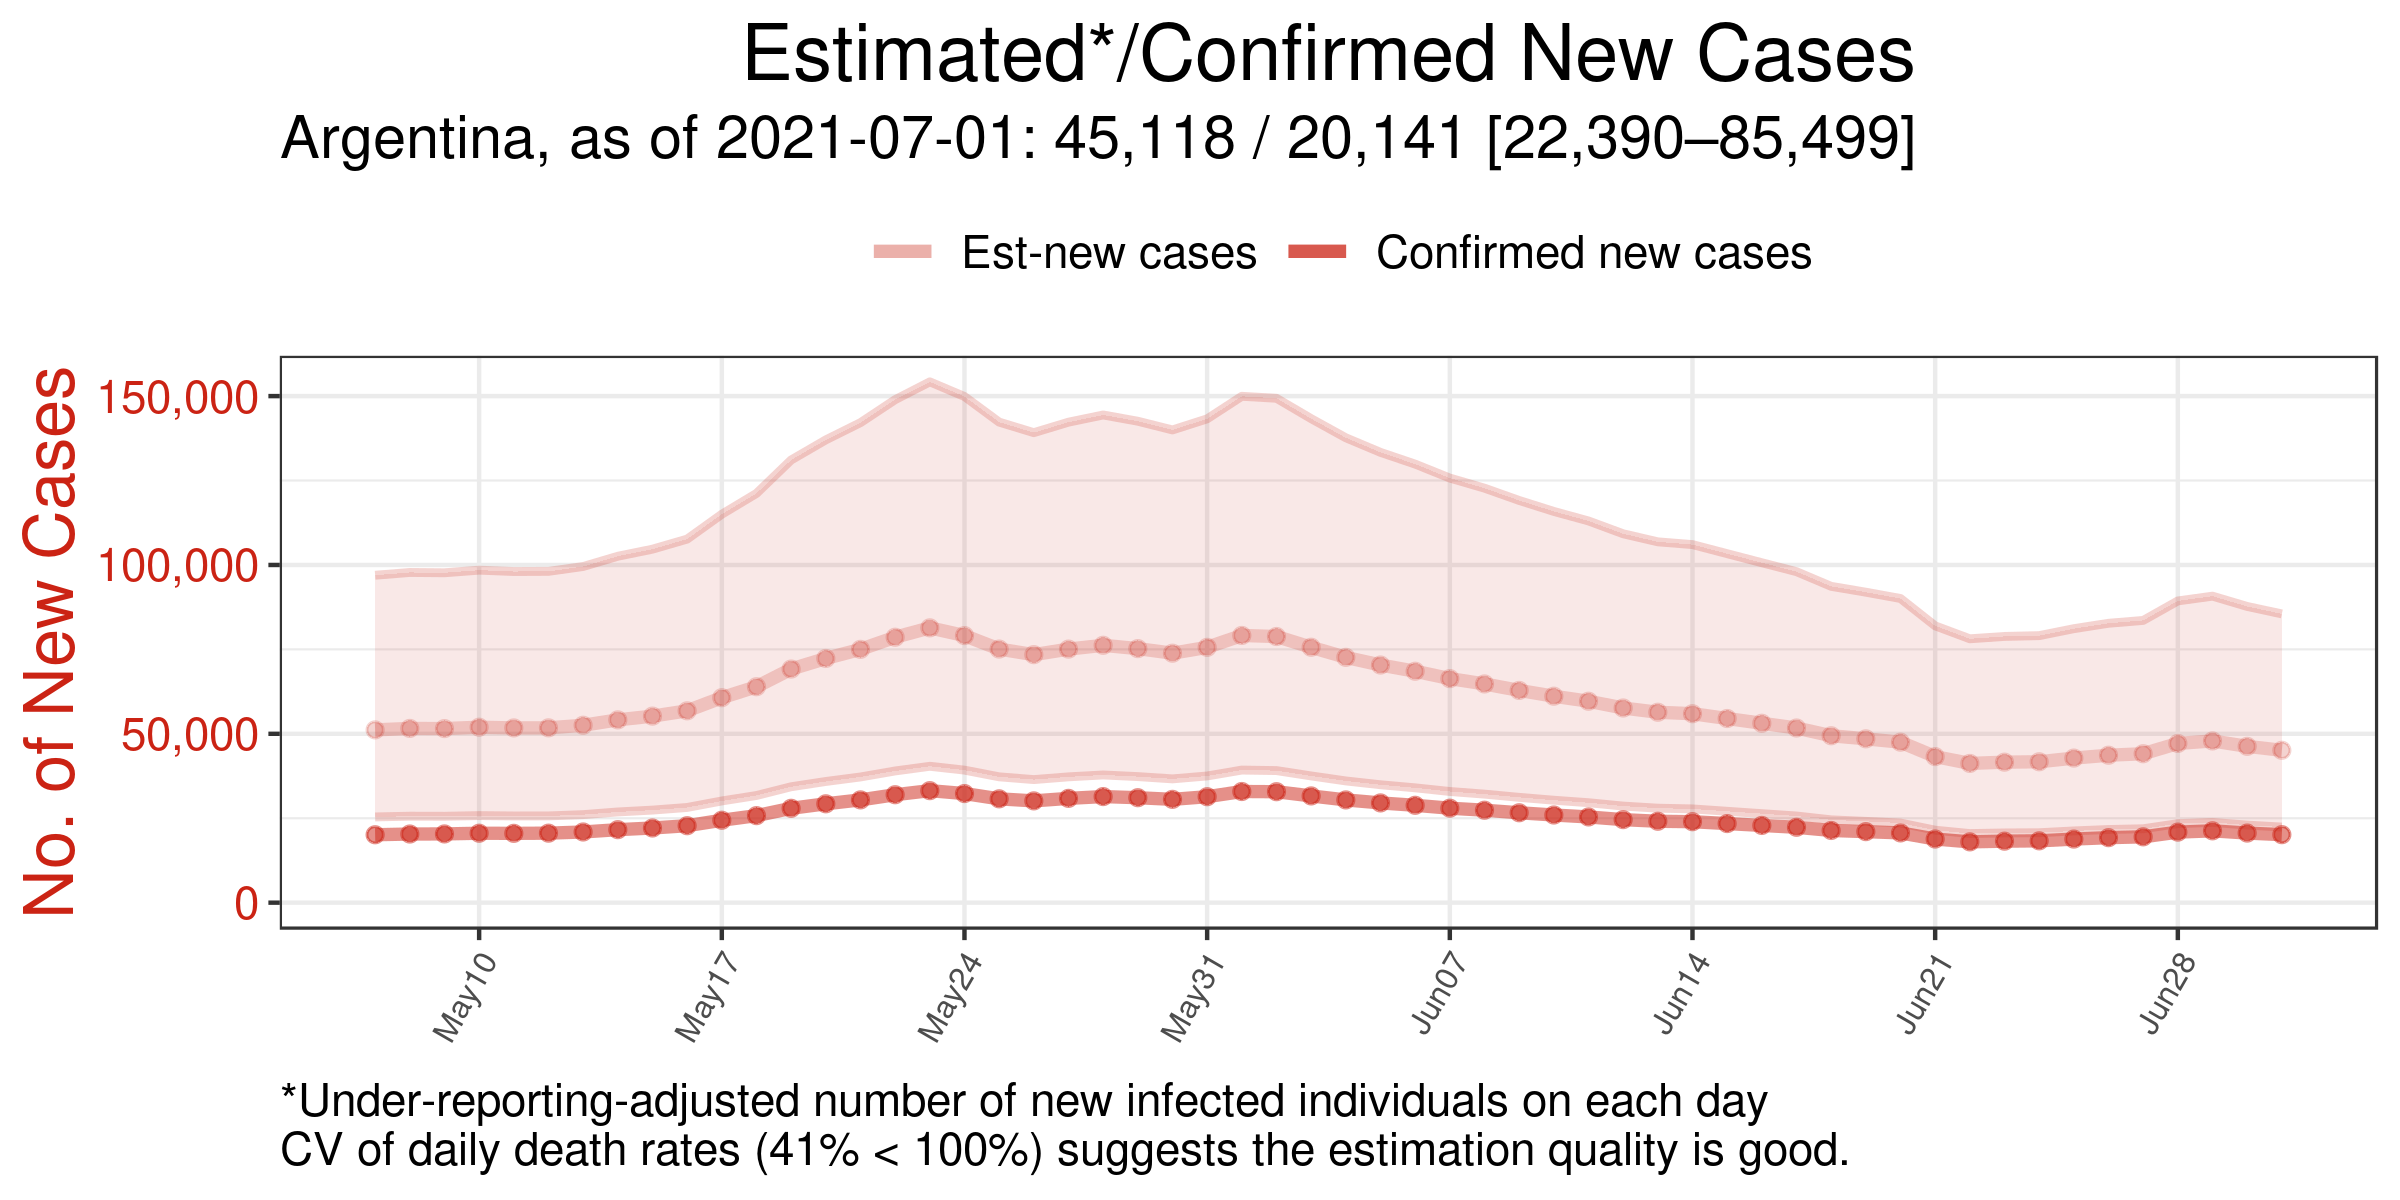 Estimated*/Confirmed New Cases
Argentina, as of 2021-07-01: 45,118 / 20,141 [22,390–85,499]
Est-new cases
Confirmed new cases
No. of New Cases
150,000
100,000
50,000
0
May10
May17
May24
May31
Jun07
Jun14
Jun21
Jun28
*Under-reporting-adjusted number of new infected individuals on each day
CV of daily death rates (41% < 100%) suggests the estimation quality is good.